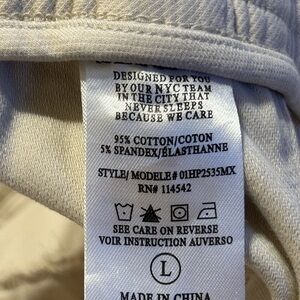 DESIGNED FOR YOU
BY OUR NYC TEAM
IN THE CITY THAT
NEVER SLEEPS
BECAUSE WE CARE
95% COTTON/COTON
5% SPANDEX/ÉLASTHANNE
STYLE/ MODELE# 01HP2535MX
RN# 114542
SEE CARE ON REVERSE
VOIR INSTRUCTION AUVERSO
L
MADE IN CHINA